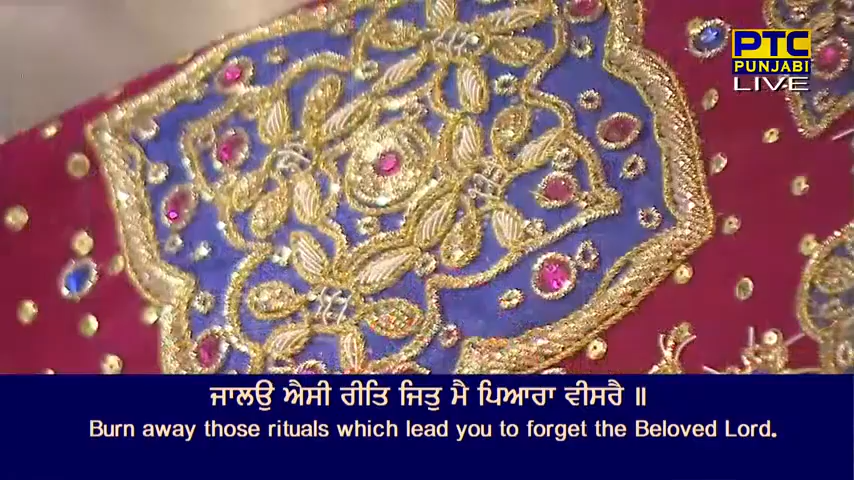 PTC
PUNJABI
LIVE
ਜਾਲਉ ਐਸੀ ਰੀਤਿ ਜਿਤੁ ਮੈ ਪਿਆਰਾ ਵੀਸਰੈ ॥
Burn away those rituals which lead you to forget the Beloved Lord.